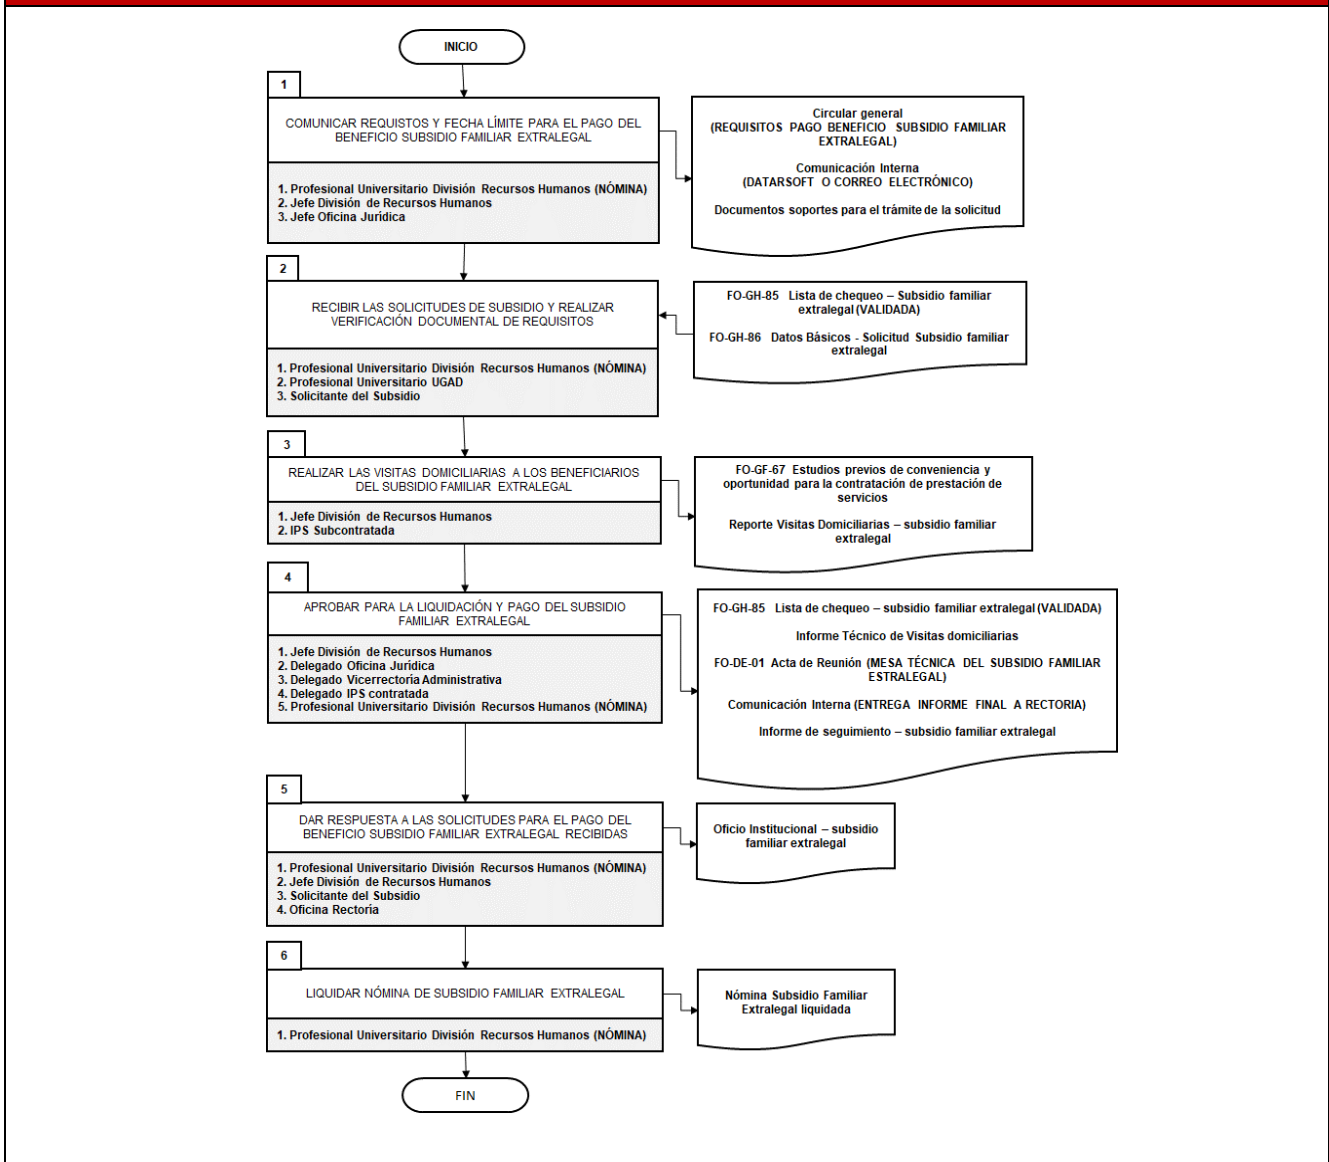 INICIO
1
COMUNICAR REQUISTOS Y FECHA LÍMITE PARA EL PAGO DEL
BENEFICIO SUBSIDIO FAMILIAR EXTRALEGAL
1. Profesional Universitario División Recursos Humanos (NÓMINA)
2. Jefe División de Recursos Humanos
3. Jefe Oficina Jurídica
Circular general
(REQUISITOS PAGO BENEFICIO SUBSIDIO FAMILIAR
EXTRALEGAL)
Comunicación Interna
(DATARSOFT O CORREO ELECTRÓNICO)
Documentos soportes para el trámite de la solicitud
2
RECIBIR LAS SOLICITUDES DE SUBSIDIO Y REALIZAR
VERIFICACIÓN DOCUMENTAL DE REQUISITOS
1. Profesional Universitario División Recursos Humanos (NÓMINA)
2. Profesional Universitario UGAD
3. Solicitante del Subsidio
FO-GH-85 Lista de chequeo – Subsidio familiar
extralegal (VALIDADA)
FO-GH-86 Datos Básicos - Solicitud Subsidio familiar
extralegal
3
REALIZAR LAS VISITAS DOMICILIARIAS A LOS BENEFICIARIOS
DEL SUBSIDIO FAMILIAR EXTRALEGAL
1. Jefe División de Recursos Humanos
2. IPS Subcontratada
FO-GF-67 Estudios previos de conveniencia y
oportunidad para la contratación de prestación de
servicios
Reporte Visitas Domiciliarias – subsidio familiar
extralegal
4
APROBAR PARA LA LIQUIDACIÓN Y PAGO DEL SUBSIDIO
FAMILIAR EXTRALEGAL
1. Jefe División de Recursos Humanos
2. Delegado Oficina Jurídica
3. Delegado Vicerrectoría Administrativa
4. Delegado IPS contratada
5. Profesional Universitario División Recursos Humanos (NÓMINA)
FO-GH-85 Lista de chequeo – subsidio familiar extralegal (VALIDADA)
Informe Técnico de Visitas domiciliarias
FO-DE-01 Acta de Reunión (MESA TÉCNICA DEL SUBSIDIO FAMILIAR
ESTRALEGAL)
Comunicación Interna (ENTREGA INFORME FINAL A RECTORIA)
Informe de seguimiento – subsidio familiar extralegal
5
DAR RESPUESTA A LAS SOLICITUDES PARA EL PAGO DEL
BENEFICIO SUBSIDIO FAMILIAR EXTRALEGAL RECIBIDAS
1. Profesional Universitario División Recursos Humanos (NÓMINA)
2. Jefe División de Recursos Humanos
3. Solicitante del Subsidio
4. Oficina Rectoría
Oficio Institucional – subsidio
familiar extralegal
6
LIQUIDAR NÓMINA DE SUBSIDIO FAMILIAR EXTRALEGAL
1. Profesional Universitario División Recursos Humanos (NÓMINA)
Nómina Subsidio Familiar
Extralegal liquidada
FIN